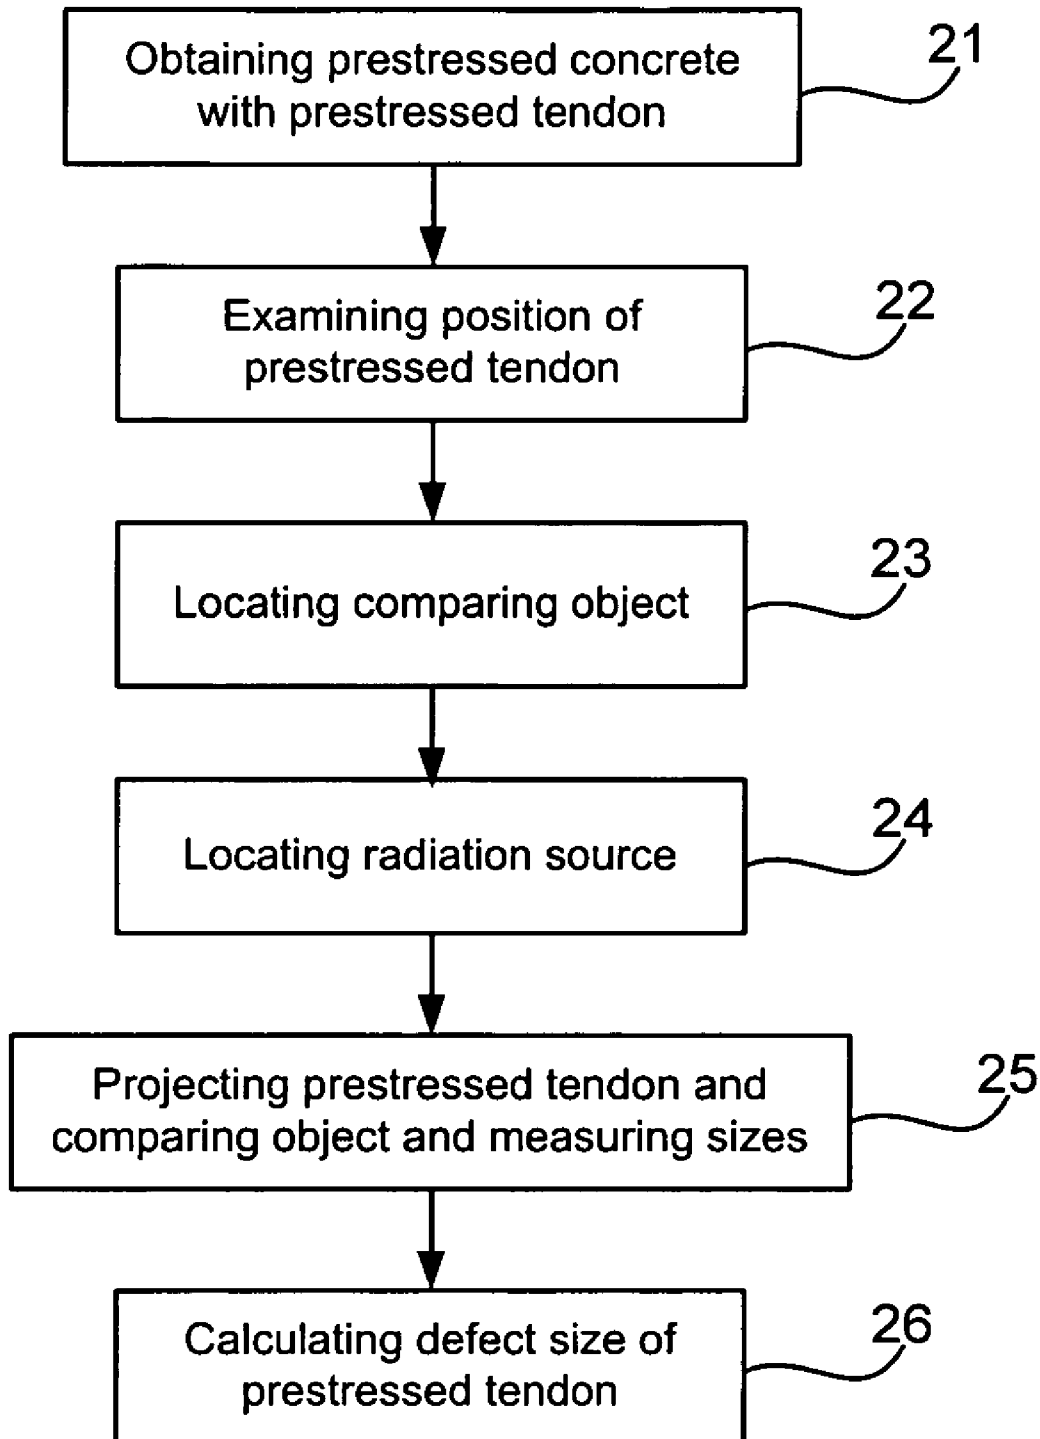 Obtaining prestressed concrete
with prestressed tendon
21
Examining position of
prestressed tendon
22
Locating comparing object
23
Locating radiation source
24
Projecting prestressed tendon and
comparing object and measuring sizes
25
Calculating defect size of
prestressed tendon
26